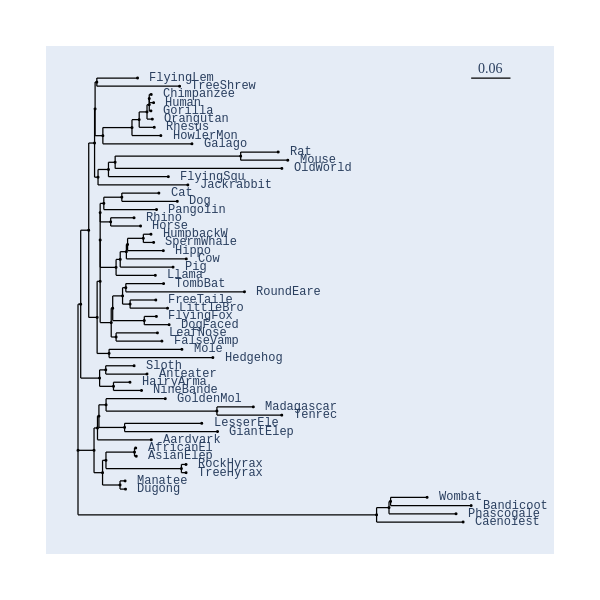 0.06
FlyingLem
TreeShrew
Chimpanzee
Human
Gorilla
Orangutan
Rhesus
HowlerMon
Galago
Rat
Mouse
OldWorld
FlyingSqu
Jackrabbit
Cat
Dog
Pangolin
Rhino
Horse
HumpbackW
SpermWhale
Hippo
Cow
Pig
Llama
TombBat
RoundEare
FreeTaile
LittleBro
FlyingFox
DogFaced
LeafNose
FalseVamp
Mole
Hedgehog
Sloth
Anteater
HairyArma
NineBande
GoldenMol
Madagascar
Tenrec
LesserEle
GiantElep
Aardvark
AfricanEl
AsianElep
RockHyrax
TreeHyrax
Manatee
Dugong
Wombat
Bandicoot
Phascogale
Caenolest